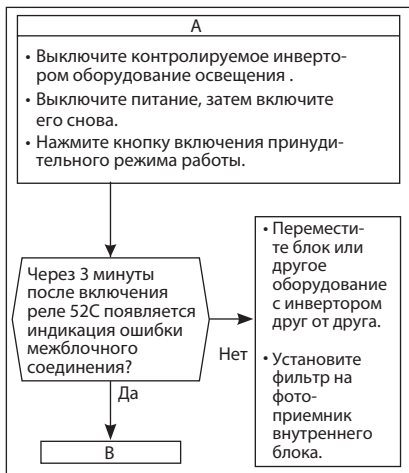 A
• Выключите контролируемое инверто-
ром оборудование освещения .
• Выключите питание, затем включите
его снова.
• Нажмите кнопку включения принуди-
тельного режима работы.
Через 3 минуты
после включения
реле 52С появляется
индикация ошибки
межблочного
соединения?
Нет
Да
• Перемести-
те блок или
другое
оборудование
с инвертором
друг от друга.
• Установите
фильтр на
фото-
приемник
внутреннего
блока.
B